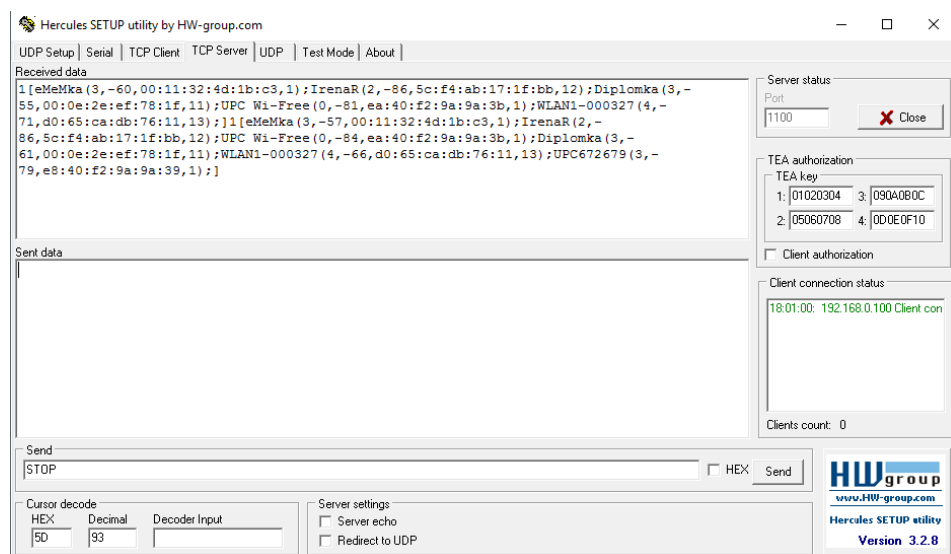 Hercules SETUP utility by HW-group.com
UDP Setup Serial TCP Client TCP Server UDP Test Mode About
Received data
1[eMeMka(3,-60,00:11:32:4d:1b:c3,1);IrenaR(2,-86,5c:f4:ab:17:1f:bb,12);Diplomka(3,-
55,00:0e:2e:ef:78:1f,11);UPC Wi-Free(0,-81,ea:40:f2:9a:9a:3b,1);WLAN1-000327(4,-
71,d0:65:ca:db:76:11,13);]1[eMeMka(3,-57,00:11:32:4d:1b:c3,1);IrenaR(2,-
86,5c:f4:ab:17:1f:bb,12);UPC Wi-Free(0,-84,ea:40:f2:9a:9a:3b,1);Diplomka(3,-
61,00:0e:2e:ef:78:1f,11);WLAN1-000327(4,-66,d0:65:ca:db:76:11,13);UPC672679(3,-
79,e8:40:f2:9a:9a:39,1);]
Sent data
Send
STOP
HEX Send
Cursor decode
HEX Decimal Decoder Input
5D 93
Server settings
Server echo
Redirect to UDP
Server status
Port
1100 Close
TEA authorization
TEA key
1: 01020304 3: 090A0B0C
2: 05060708 4: 0D0E0F10
Client authorization
Client connection status
18:01:00: 192.168.0.100 Client con
Clients count: 0
HW group
www.HW-group.com
Hercules SETUP utility
Version 3.2.8